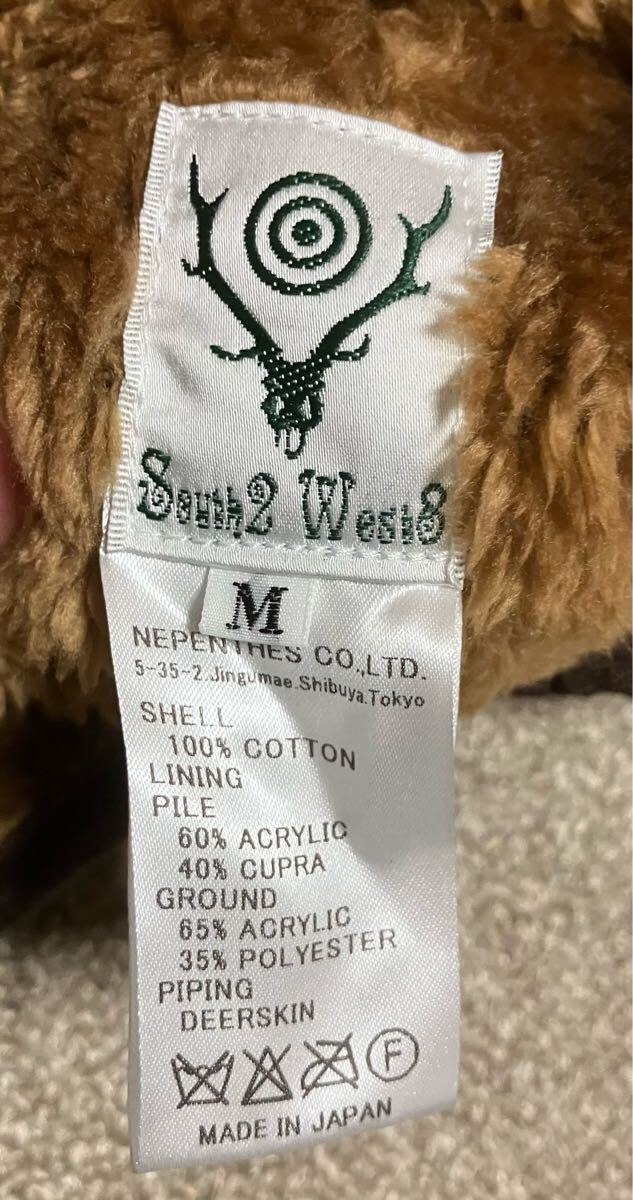 South2 West8
M
NEPENTHES CO.,LTD.
5-35-2.Jingumae.Shibuya.Tokyo
SHELL
100% COTTON
LINING
PILE
60% ACRYLIC
40% CUPRA
GROUND
65% ACRYLIC
35% POLYESTER
PIPING
DEERSKIN
F
MADE IN JAPAN